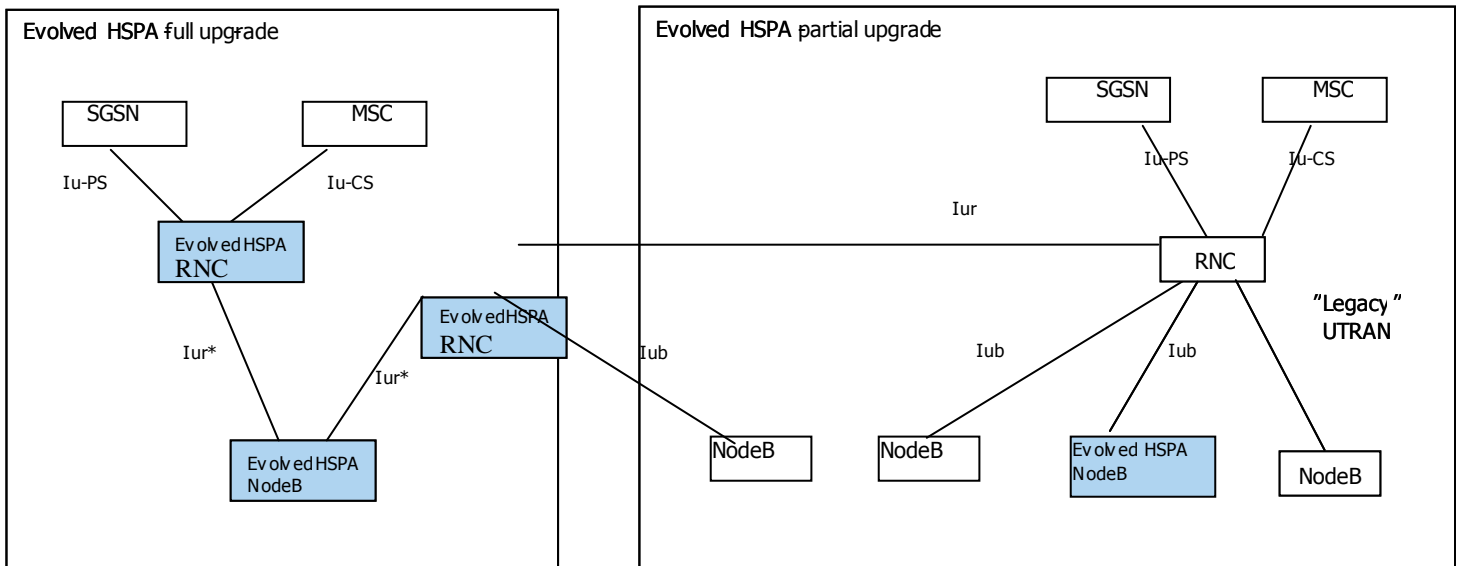 Evolved HSPA full upgrade
SGSN
MSC
Iu-PS
Iu-CS
Evolved HSPA
RNC
Evolved HSPA
RNC
Iur*
Iur*
Evolved HSPA
NodeB
Evolved HSPA partial upgrade
SGSN
MSC
Iu-PS
Iu-CS
Iur
RNC
"Legacy"
UTRAN
Iub
Iub
Iub
NodeB
NodeB
Evolved HSPA
NodeB
NodeB